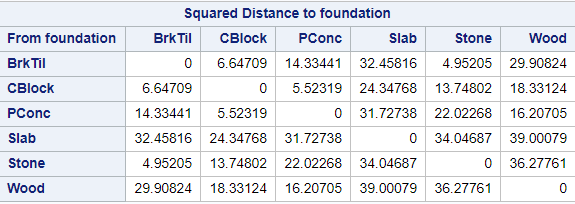 Squared Distance to foundation
From foundation BrkTil CBlock PConc Slab Stone Wood
BrkTil 0 6.64709 14.33441 32.45816 4.95205 29.90824
CBlock 6.64709 0 5.52319 24.34768 13.74802 18.33124
PConc 14.33441 5.52319 0 31.72738 22.02268 16.20705
Slab 32.45816 24.34768 31.72738 0 34.04687 39.00079
Stone 4.95205 13.74802 22.02268 34.04687 0 36.27761
Wood 29.90824 18.33124 16.20705 39.00079 36.27761 0